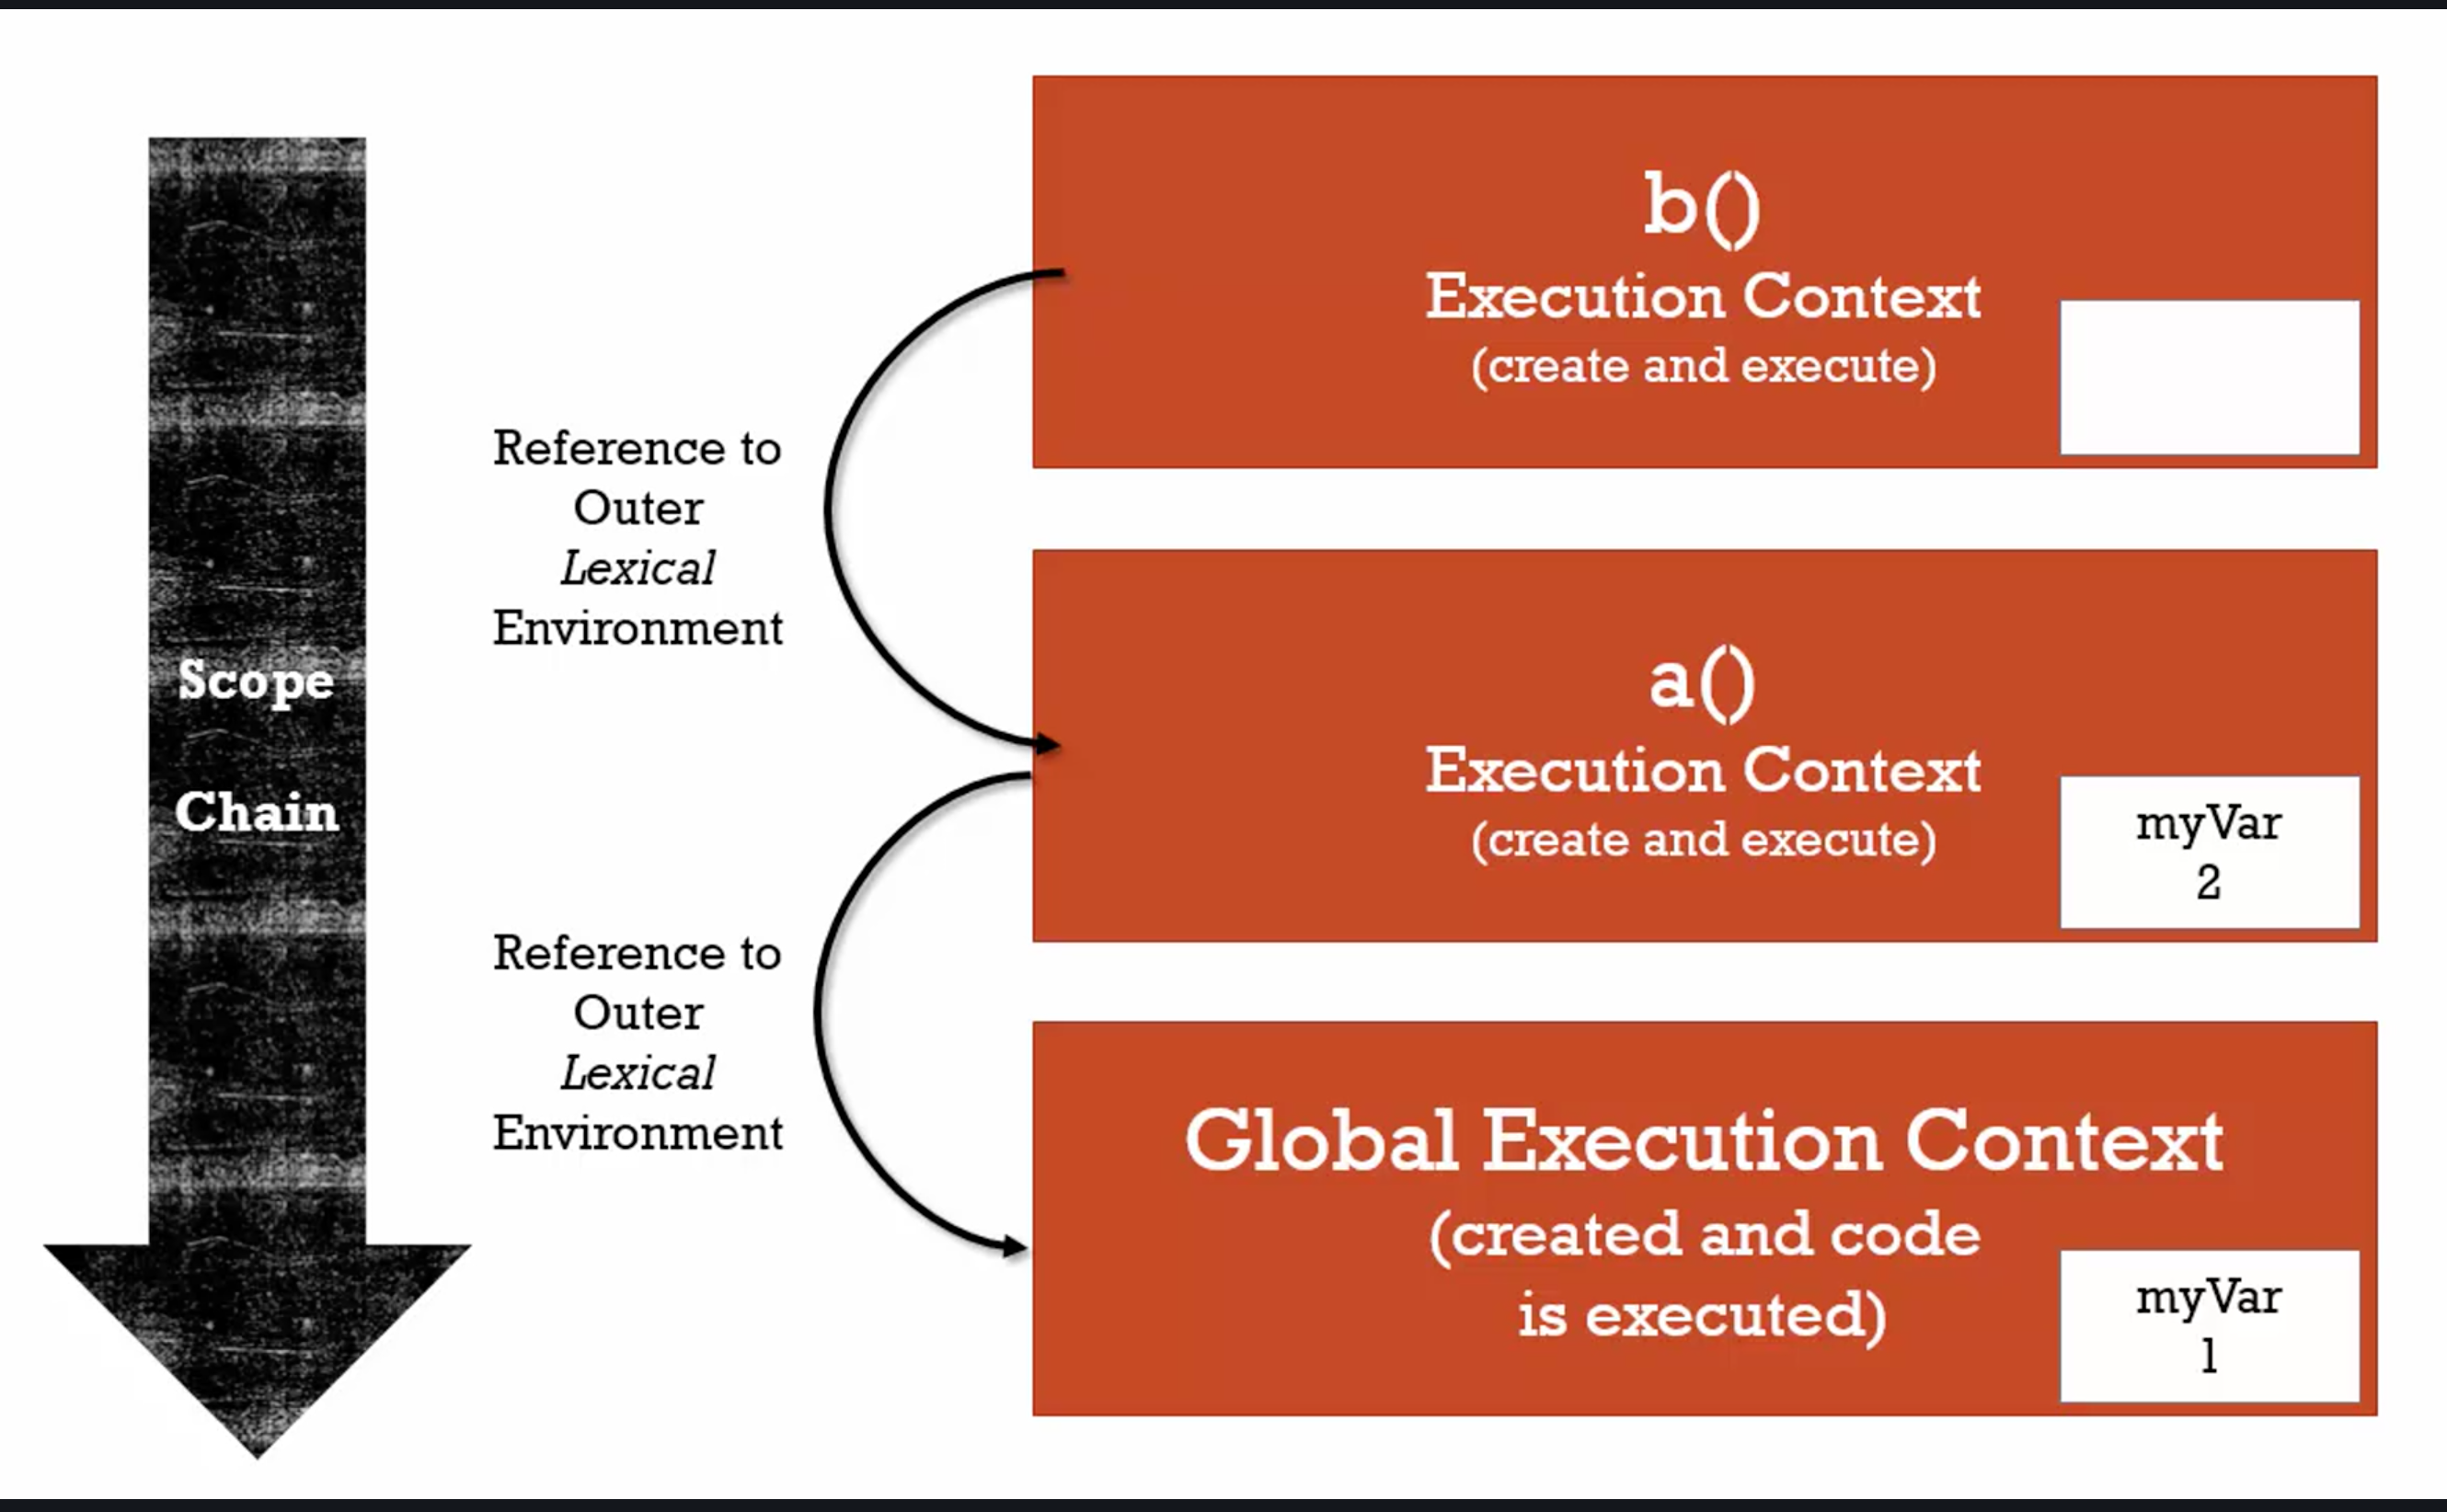 Scope
Chain
Reference to
Outer
Lexical
Environment
Reference to
Outer
Lexical
Environment
b()
Execution Context
(create and execute)
a()
Execution Context
(create and execute)
myVar
2
Global Execution Context
(created and code
is executed)
myVar
1